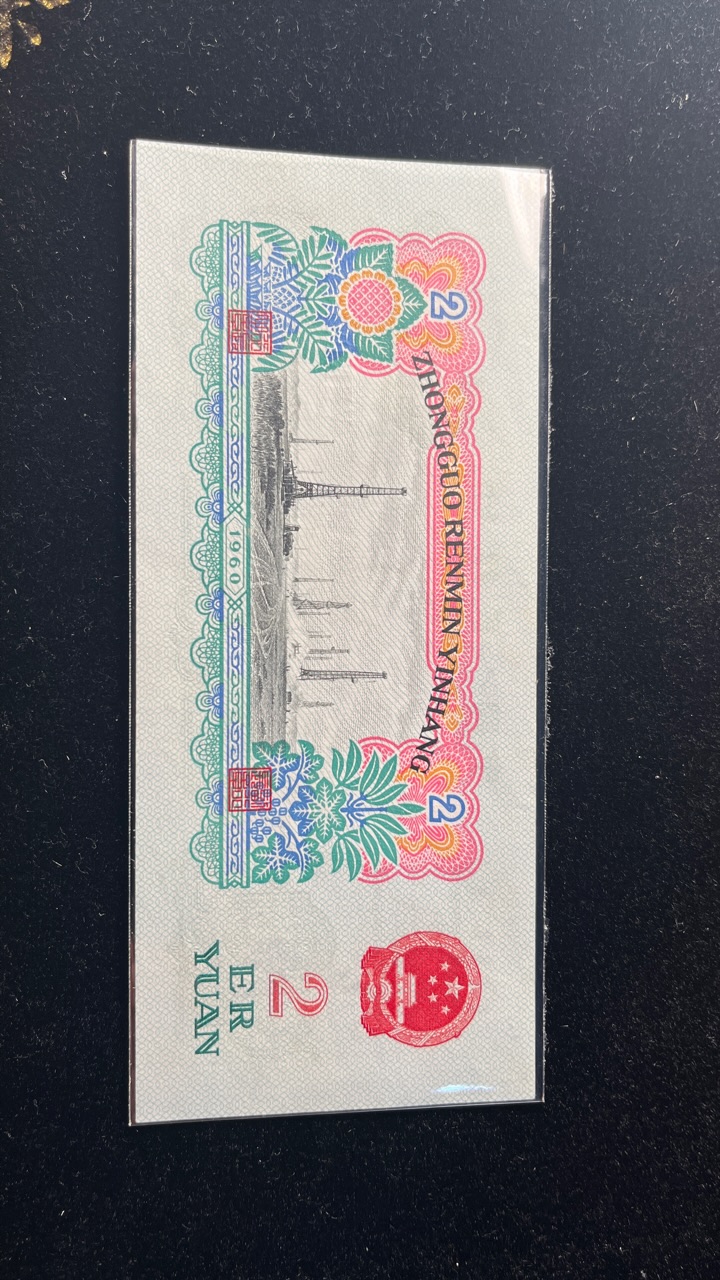 2 2
ZHONGGUO RENMIN YINHANG
1960
2
ER
YUAN